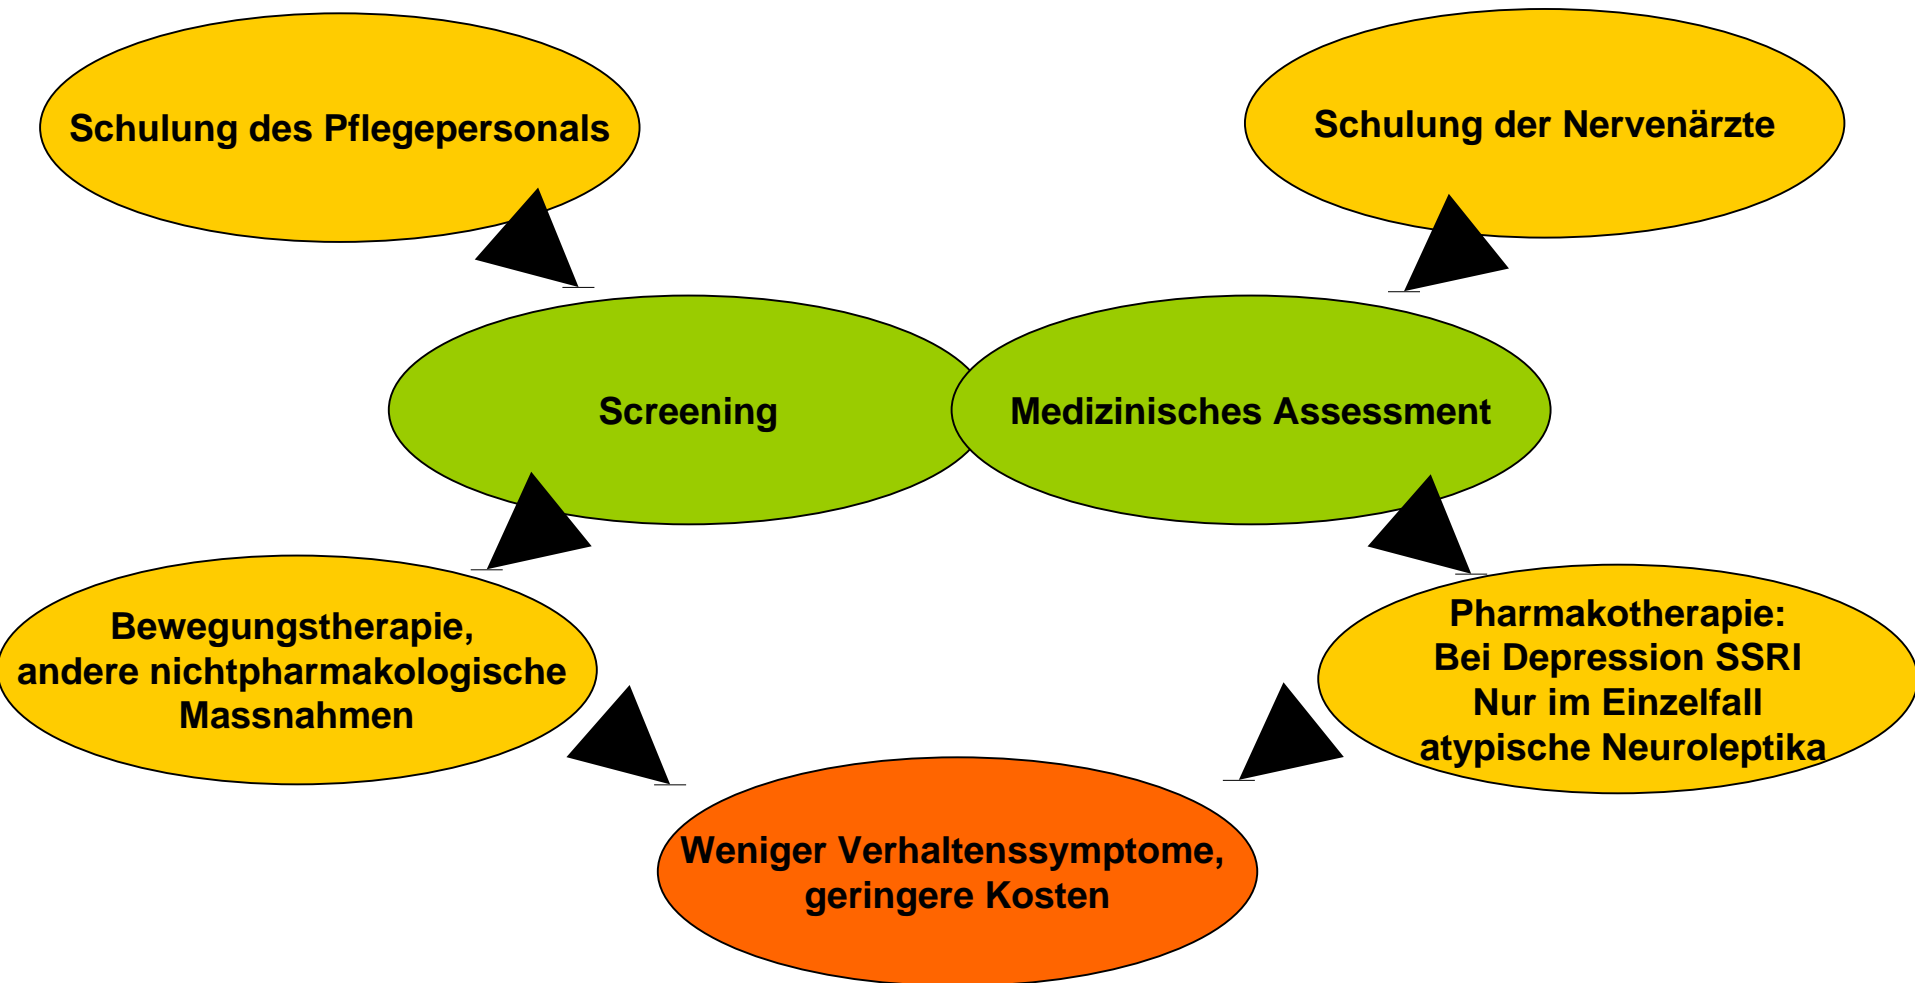 Schulung des Pflegepersonals
Schulung der Nervenärzte
Screening
Medizinisches Assessment
Bewegungstherapie,
andere nichtpharmakologische
Massnahmen
Pharmakotherapie:
Bei Depression SSRI
Nur im Einzelfall
atypische Neuroleptika
Weniger Verhaltenssymptome,
geringere Kosten